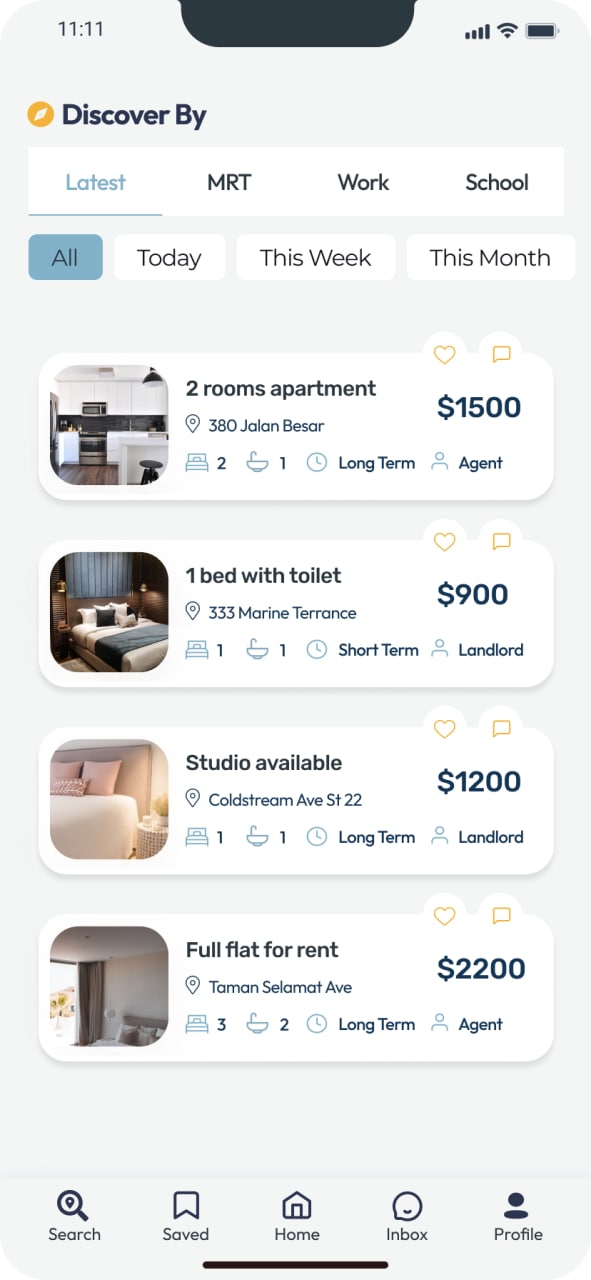 11:11
Discover By
Latest MRT Work School
All Today This Week This Month
2 rooms apartment
$1500
380 Jalan Besar
2 1 Long Term Agent
1 bed with toilet
$900
333 Marine Terrance
1 1 Short Term Landlord
Studio available
$1200
Coldstream Ave St 22
1 1 Long Term Landlord
Full flat for rent
$2200
Taman Selamat Ave
3 2 Long Term Agent
Search Saved Home Inbox Profile